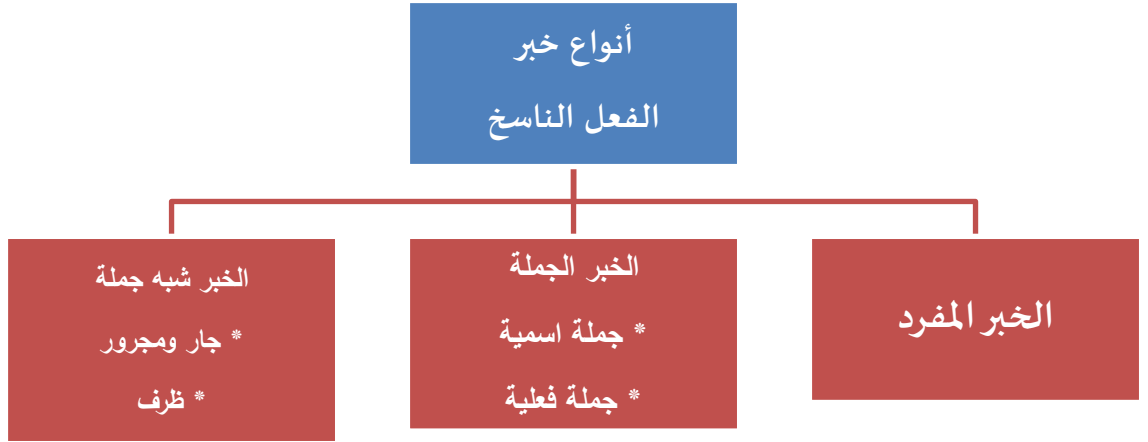 أنواع خبر
الفعل الناسخ
الخبر المفرد
الخبر الجملة
* جملة اسمية
* جملة فعلية
الخبر شبه جملة
* جار ومجرور
* ظرف